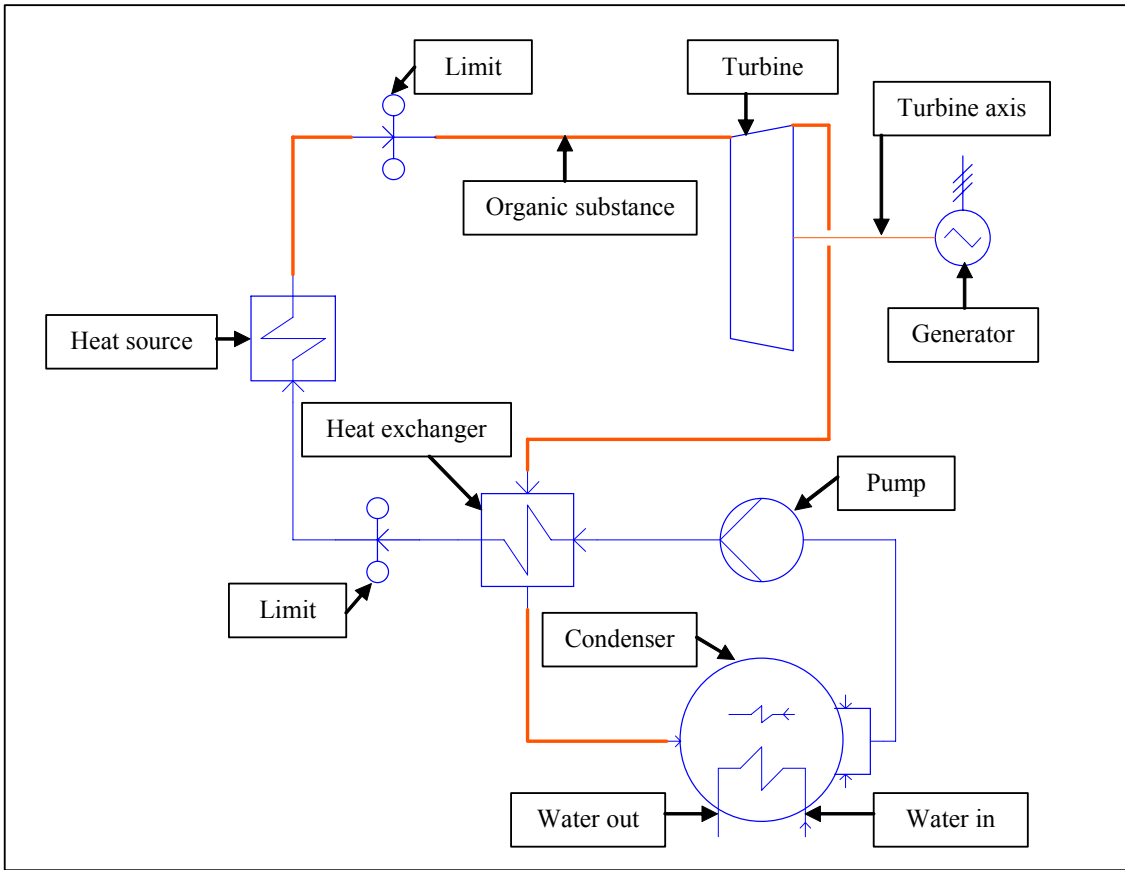 Limit
Turbine
Turbine axis
Organic substance
Heat source
Generator
Heat exchanger
Pump
Limit
Condenser
Water out
Water in